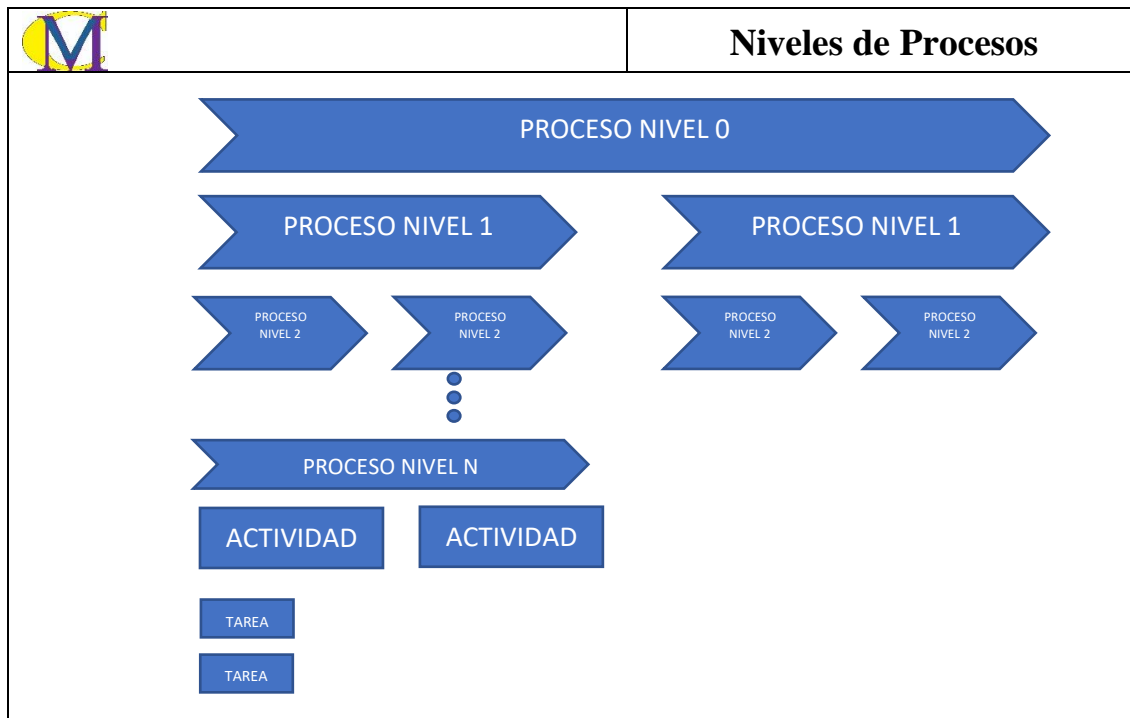 CM
Niveles de Procesos
PROCESO NIVEL 0
PROCESO NIVEL 1
PROCESO NIVEL 1
PROCESO
NIVEL 2
PROCESO
NIVEL 2
PROCESO
NIVEL 2
PROCESO
NIVEL 2
PROCESO NIVEL N
ACTIVIDAD
ACTIVIDAD
TAREA
TAREA